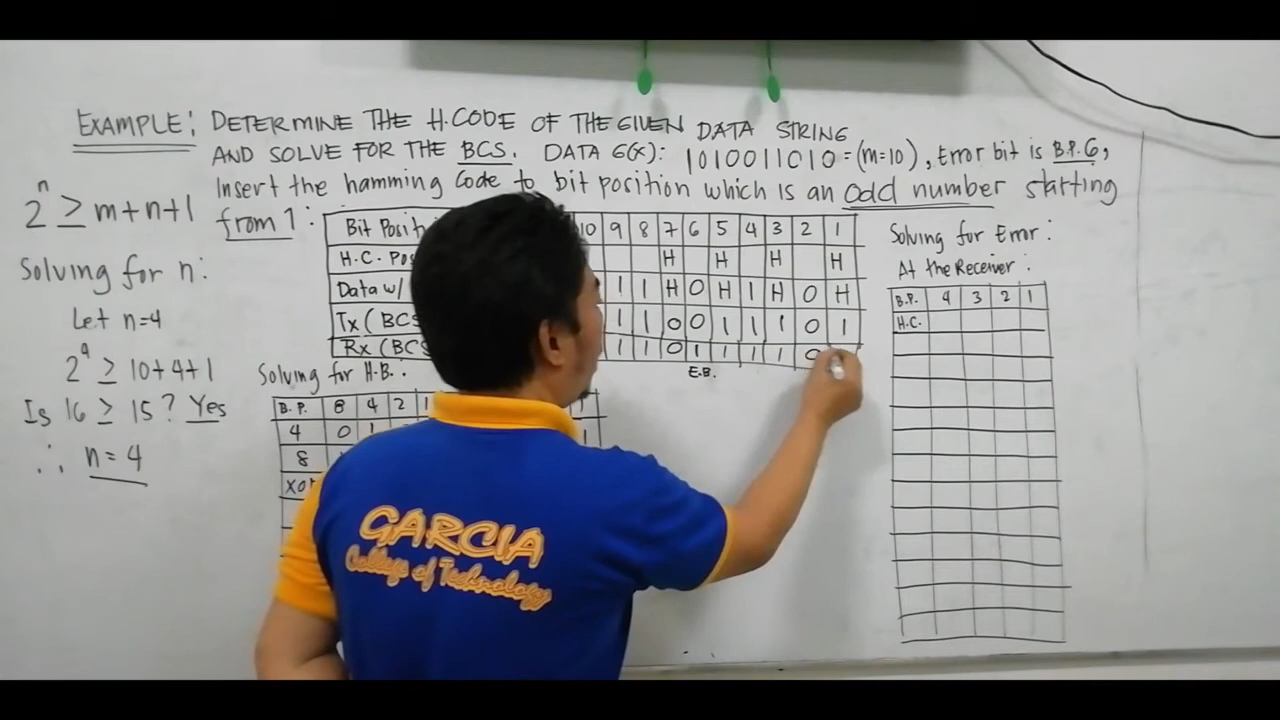 EXAMPLE: DETERMINE THE H.CODE OF THE GIVEN DATA STRING
AND SOLVE FOR THE BCS. DATA G(X): 1010011010 = (m=10), Error bit is B.P.6,
Insert the hamming code to bit position which is an odd number starting
from 1:
2^n ≥ m+n+1
Solving for n:
Let n=4
2^4 ≥ 10+4+1
Is 16 ≥ 15? Yes
∴ n=4
Bit Positi 10 9 8 7 6 5 4 3 2 1
H.C. Pos H H H H
Data w/ 1 1 H 0 H 1 H 0 H
Tx (BCS 1 1 0 0 1 1 1 0 1
Rx (BCS 1 1 0 1 1 1 1 0 1
E.B.
Solving for H.B.:
B.P. 8 4 2 1
4 0 1
8
XOR
Solving for Error:
At the Receiver:
B.P. 4 3 2 1
H.C.
GARCIA
College of Technology